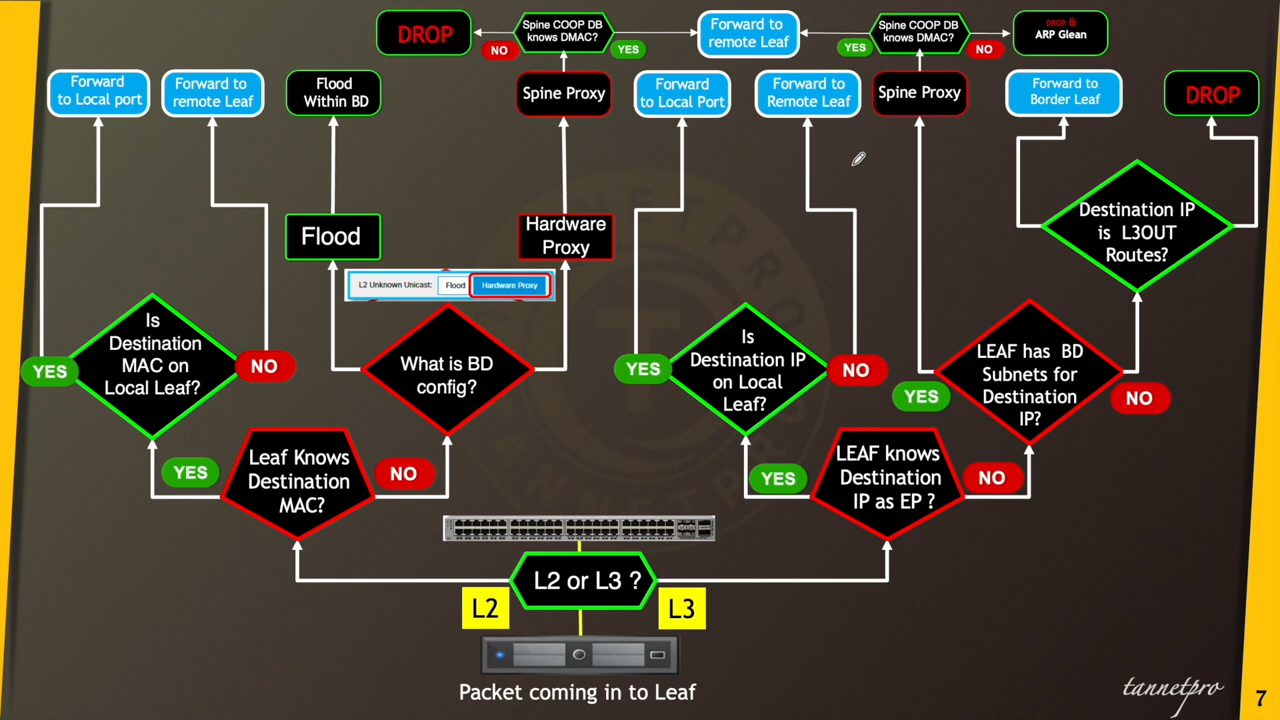 DROP
NO
Spine COOP DB
knows DMAC?
YES
Forward to
remote Leaf
YES
Spine COOP DB
knows DMAC?
NO
DROP &
ARP Glean
Forward
to Local port
Forward to
remote Leaf
Flood
Within BD
Spine Proxy
Forward
to Local Port
Forward to
Remote Leaf
Spine Proxy
Forward to
Border Leaf
DROP
Flood
Hardware
Proxy
Destination IP
is L3OUT
Routes?
L2 Unknown Unicast:
Flood
Hardware Proxy
YES
Is
Destination
MAC on
Local Leaf?
NO
What is BD
config?
YES
Is
Destination IP
on Local
Leaf?
NO
YES
LEAF has BD
Subnets for
Destination
IP?
NO
YES
Leaf Knows
Destination
MAC?
NO
YES
LEAF knows
Destination
IP as EP ?
NO
L2 or L3 ?
L2
L3
Packet coming in to Leaf
tannetpro
7